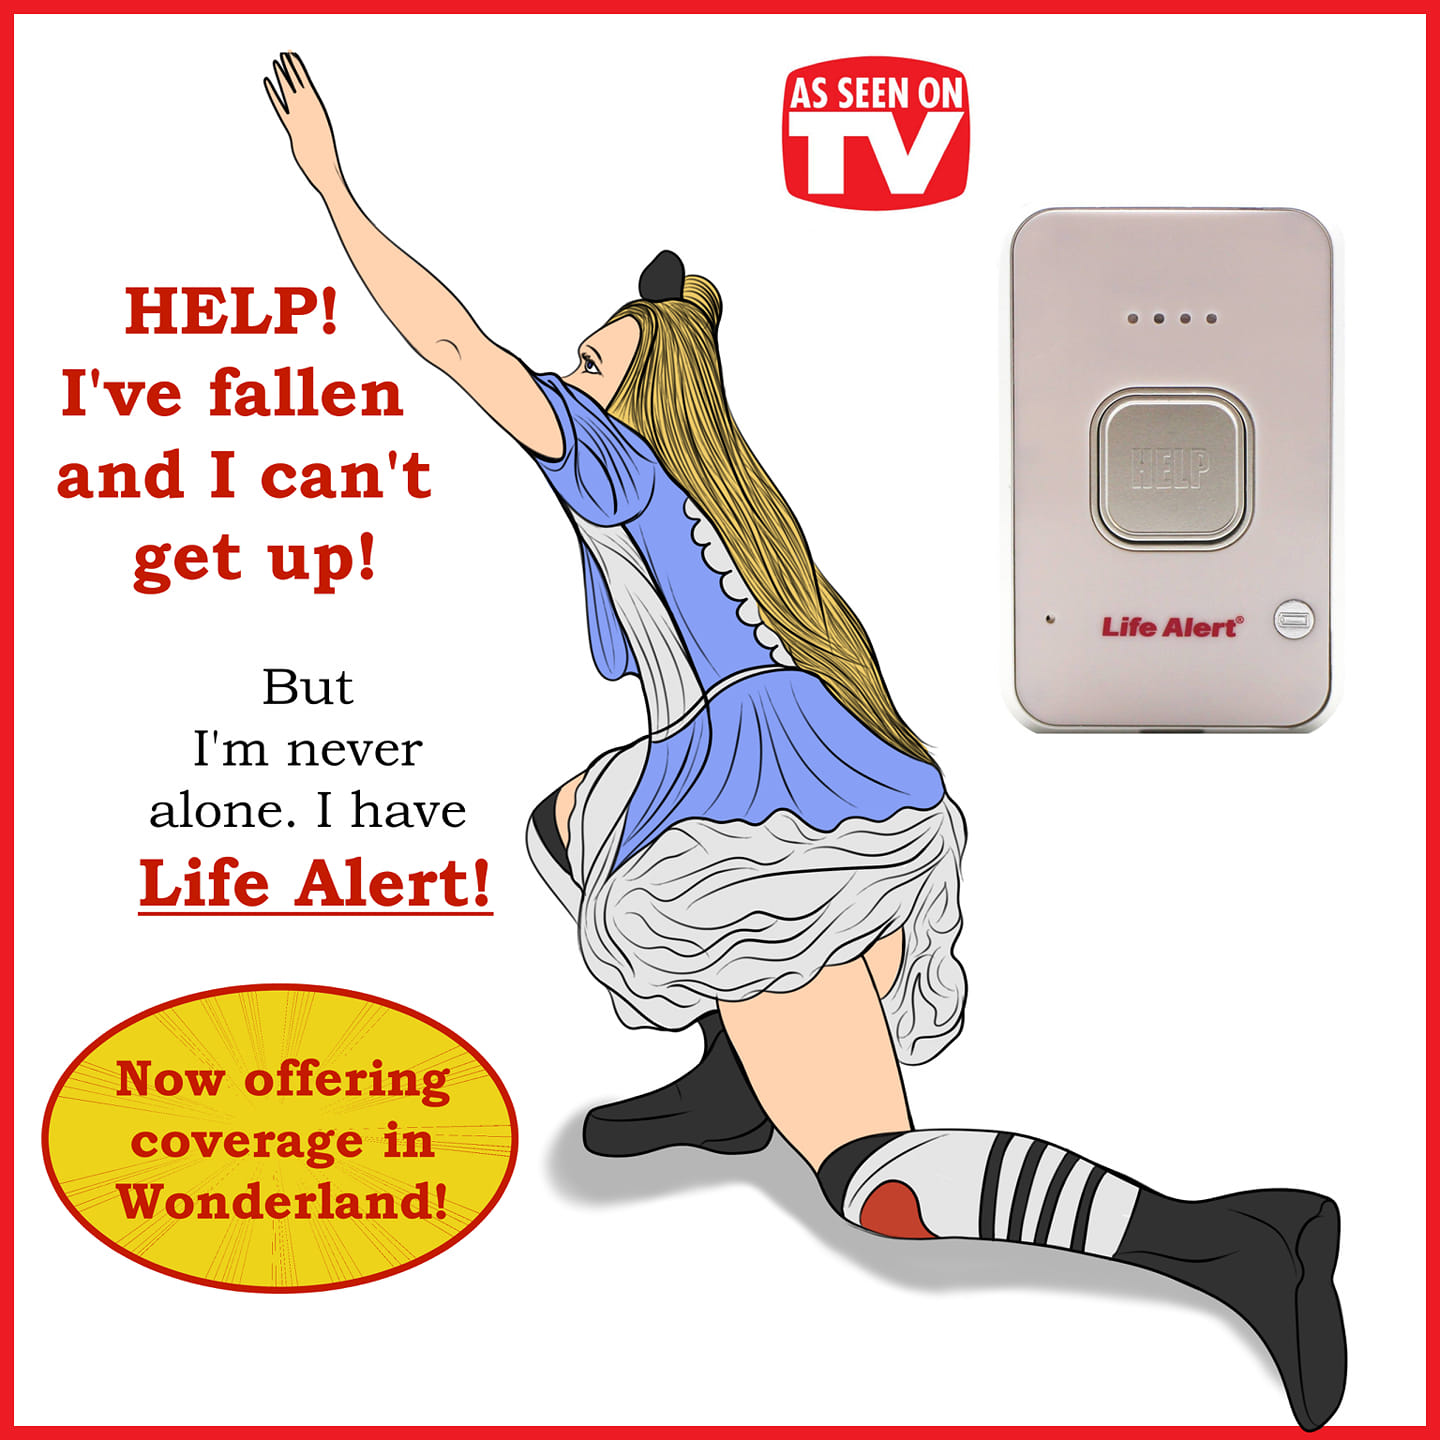 AS SEEN ON
TV
HELP!
I've fallen
and I can't
get up!
But
I'm never
alone. I have
Life Alert!
HELP
Life Alert®
Now offering
coverage in
Wonderland!